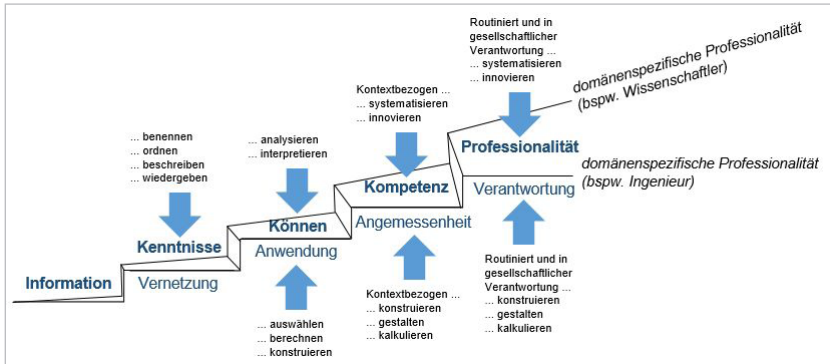 Information
... benennen
... ordnen
... beschreiben
... wiedergeben
Kenntnisse
Vernetzung
... analysieren
... interpretieren
Können
Anwendung
... auswählen
... berechnen
... konstruieren
Kontextbezogen ...
... systematisieren
... innovieren
Kompetenz
Angemessenheit
Kontextbezogen ...
... konstruieren
... gestalten
... kalkulieren
Routiniert und in
gesellschaftlicher
Verantwortung ...
... systematisieren
... innovieren
Professionalität
Verantwortung
Routiniert und in
gesellschaftlicher
Verantwortung ...
... konstruieren
... gestalten
... kalkulieren
domänenspezifische Professionalität
(bspw. Wissenschaftler)
domänenspezifische Professionalität
(bspw. Ingenieur)